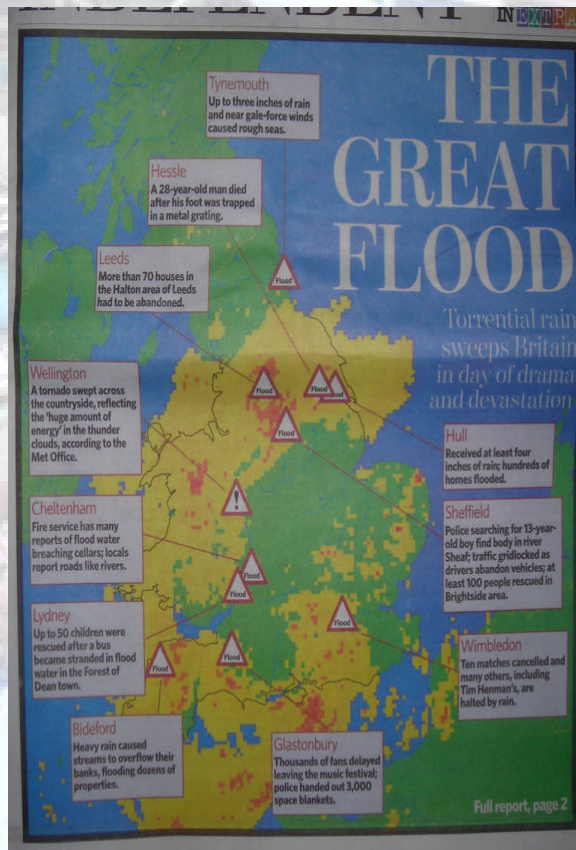 INDEPENDENT
IN EXTRA
THE
GREAT
FLOOD
Torrential rain
sweeps Britain
in day of drama
and devastation
Tynemouth
Up to three inches of rain
and near gale-force winds
caused rough seas.
Hessle
A 28-year-old man died
after his foot was trapped
in a metal grating.
Leeds
More than 70 houses in
the Halton area of Leeds
had to be abandoned.
Wellington
A tornado swept across
the countryside, reflecting
the 'huge amount of
energy' in the thunder
clouds, according to the
Met Office.
Cheltenham
Fire service has many
reports of flood water
breaching cellars; locals
report roads like rivers.
Lydney
Up to 50 children were
rescued after a bus
became stranded in flood
water in the Forest of
Dean town.
Bideford
Heavy rain caused
streams to overflow their
banks, flooding dozens of
properties.
Glastonbury
Thousands of fans delayed
leaving the music festival;
police handed out 3,000
space blankets.
Hull
Received at least four
inches of rain; hundreds of
homes flooded.
Sheffield
Police searching for 13-year-
old boy find body in river
Sheaf; traffic gridlocked as
drivers abandon vehicles; at
least 100 people rescued in
Brightside area.
Wimbledon
Ten matches cancelled and
many others, including
Tim Henman's, are
halted by rain.
Flood
Flood
Flood
Flood
Flood
!
Flood
Flood
Flood
Flood
Flood
Full report, page 2